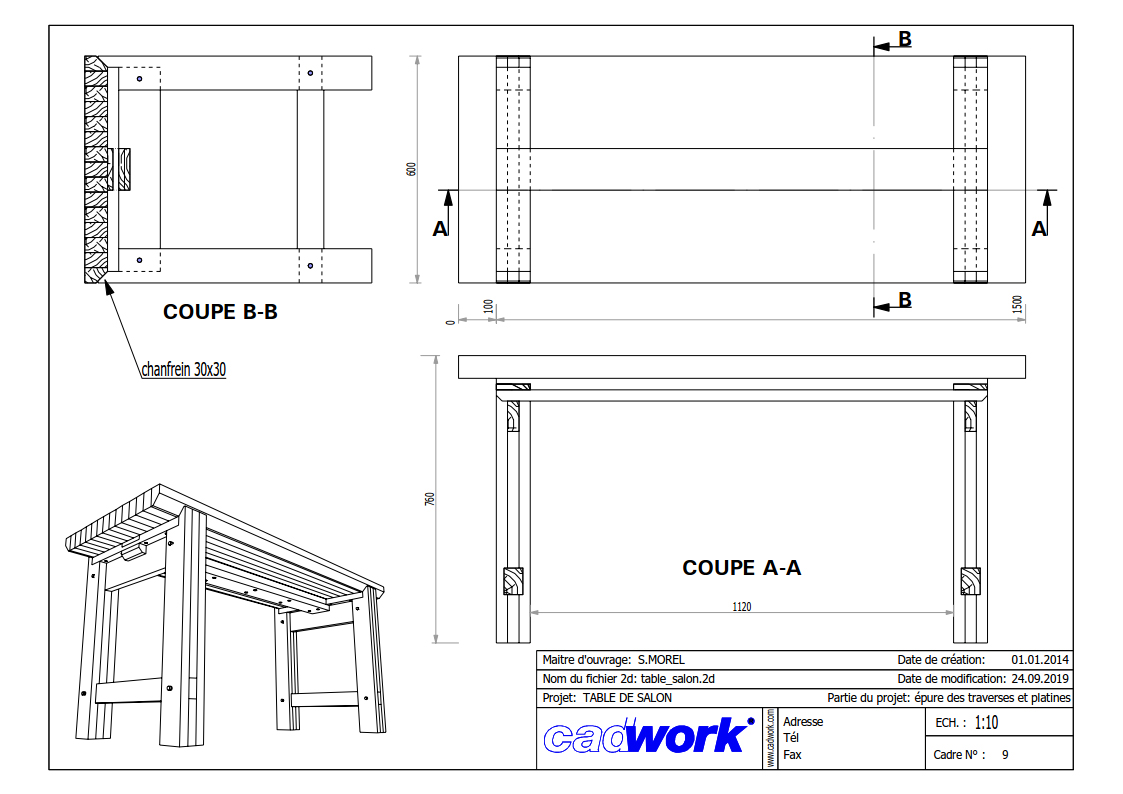 B
600
A
A
100
0
B
1500
COUPE B-B
chanfrein 30x30
760
COUPE A-A
1120
Maitre d'ouvrage: S.MOREL
Date de création: 01.01.2014
Nom du fichier 2d: table_salon.2d
Date de modification: 24.09.2019
Projet: TABLE DE SALON
Partie du projet: épure des traverses et platines
cadwork
www.cadwork.com
Adresse
Tél
Fax
ECH. : 1:10
Cadre N° : 9